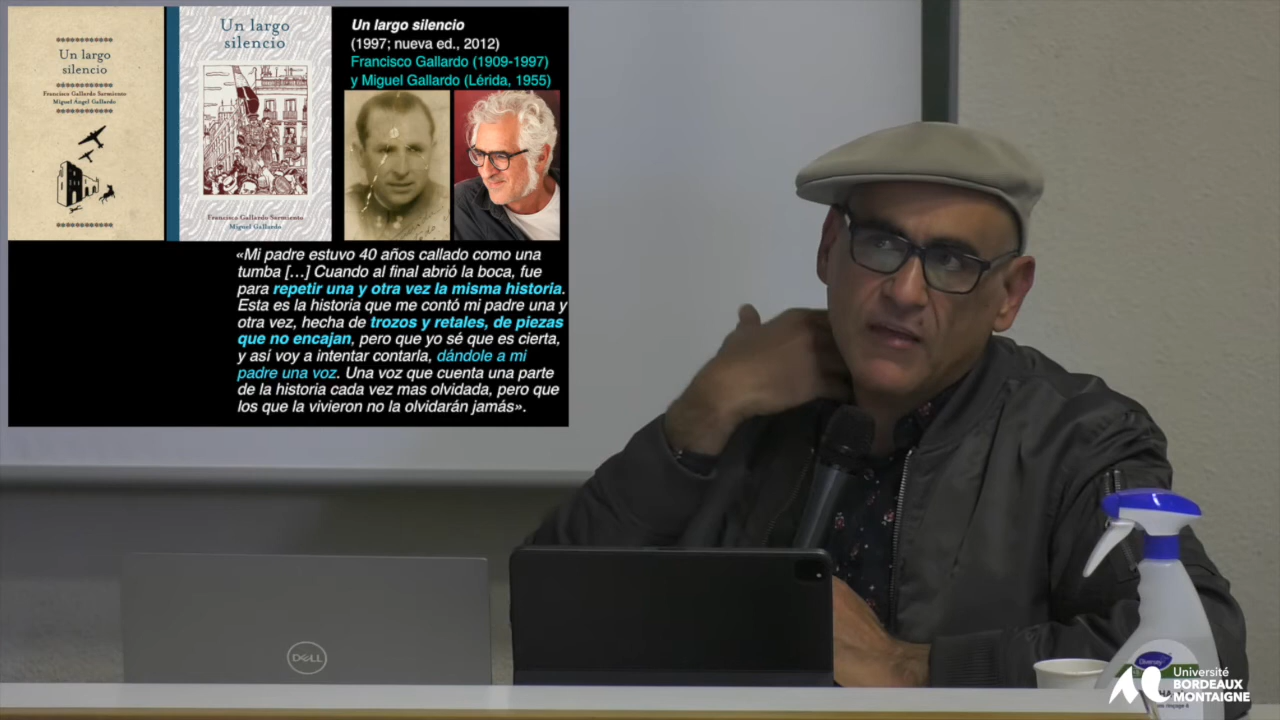 Un largo
silencio
Francisco Gallardo Sarmiento
Miguel Ángel Gallardo
Un largo
silencio
Francisco Gallardo Sarmiento
Miguel Gallardo
Un largo silencio
(1997; nueva ed., 2012)
Francisco Gallardo (1909-1997)
y Miguel Gallardo (Lérida, 1955)
«Mi padre estuvo 40 años callado como una
tumba [...] Cuando al final abrió la boca, fue
para repetir una y otra vez la misma historia.
Esta es la historia que me contó mi padre una y
otra vez, hecha de trozos y retales, de piezas
que no encajan, pero que yo sé que es cierta,
y así voy a intentar contarla, dándole a mi
padre una voz. Una voz que cuenta una parte
de la historia cada vez mas olvidada, pero que
los que la vivieron no la olvidarán jamás».
DELL
Diversey
Université
BORDEAUX
MONTAIGNE